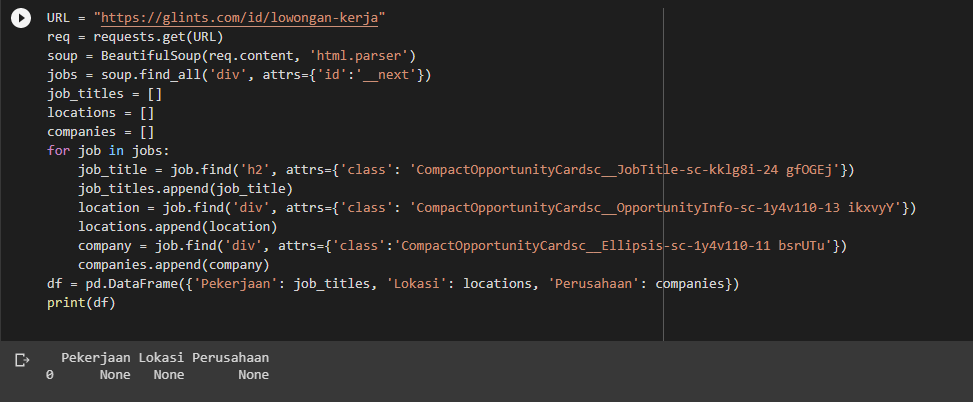 URL = "https://glints.com/id/lowongan-kerja"
req = requests.get(URL)
soup = BeautifulSoup(req.content, 'html.parser')
jobs = soup.find_all('div', attrs={'id':'__next'})
job_titles = []
locations = []
companies = []
for job in jobs:
    job_title = job.find('h2', attrs={'class': 'CompactOpportunityCardsc__JobTitle-sc-kklg8i-24 gfOGEj'})
    job_titles.append(job_title)
    location = job.find('div', attrs={'class': 'CompactOpportunityCardsc__OpportunityInfo-sc-1y4v110-13 ikxvyY'})
    locations.append(location)
    company = job.find('div', attrs={'class':'CompactOpportunityCardsc__Ellipsis-sc-1y4v110-11 bsrUTu'})
    companies.append(company)
df = pd.DataFrame({'Pekerjaan': job_titles, 'Lokasi': locations, 'Perusahaan': companies})
print(df)
  Pekerjaan Lokasi Perusahaan
0      None   None       None